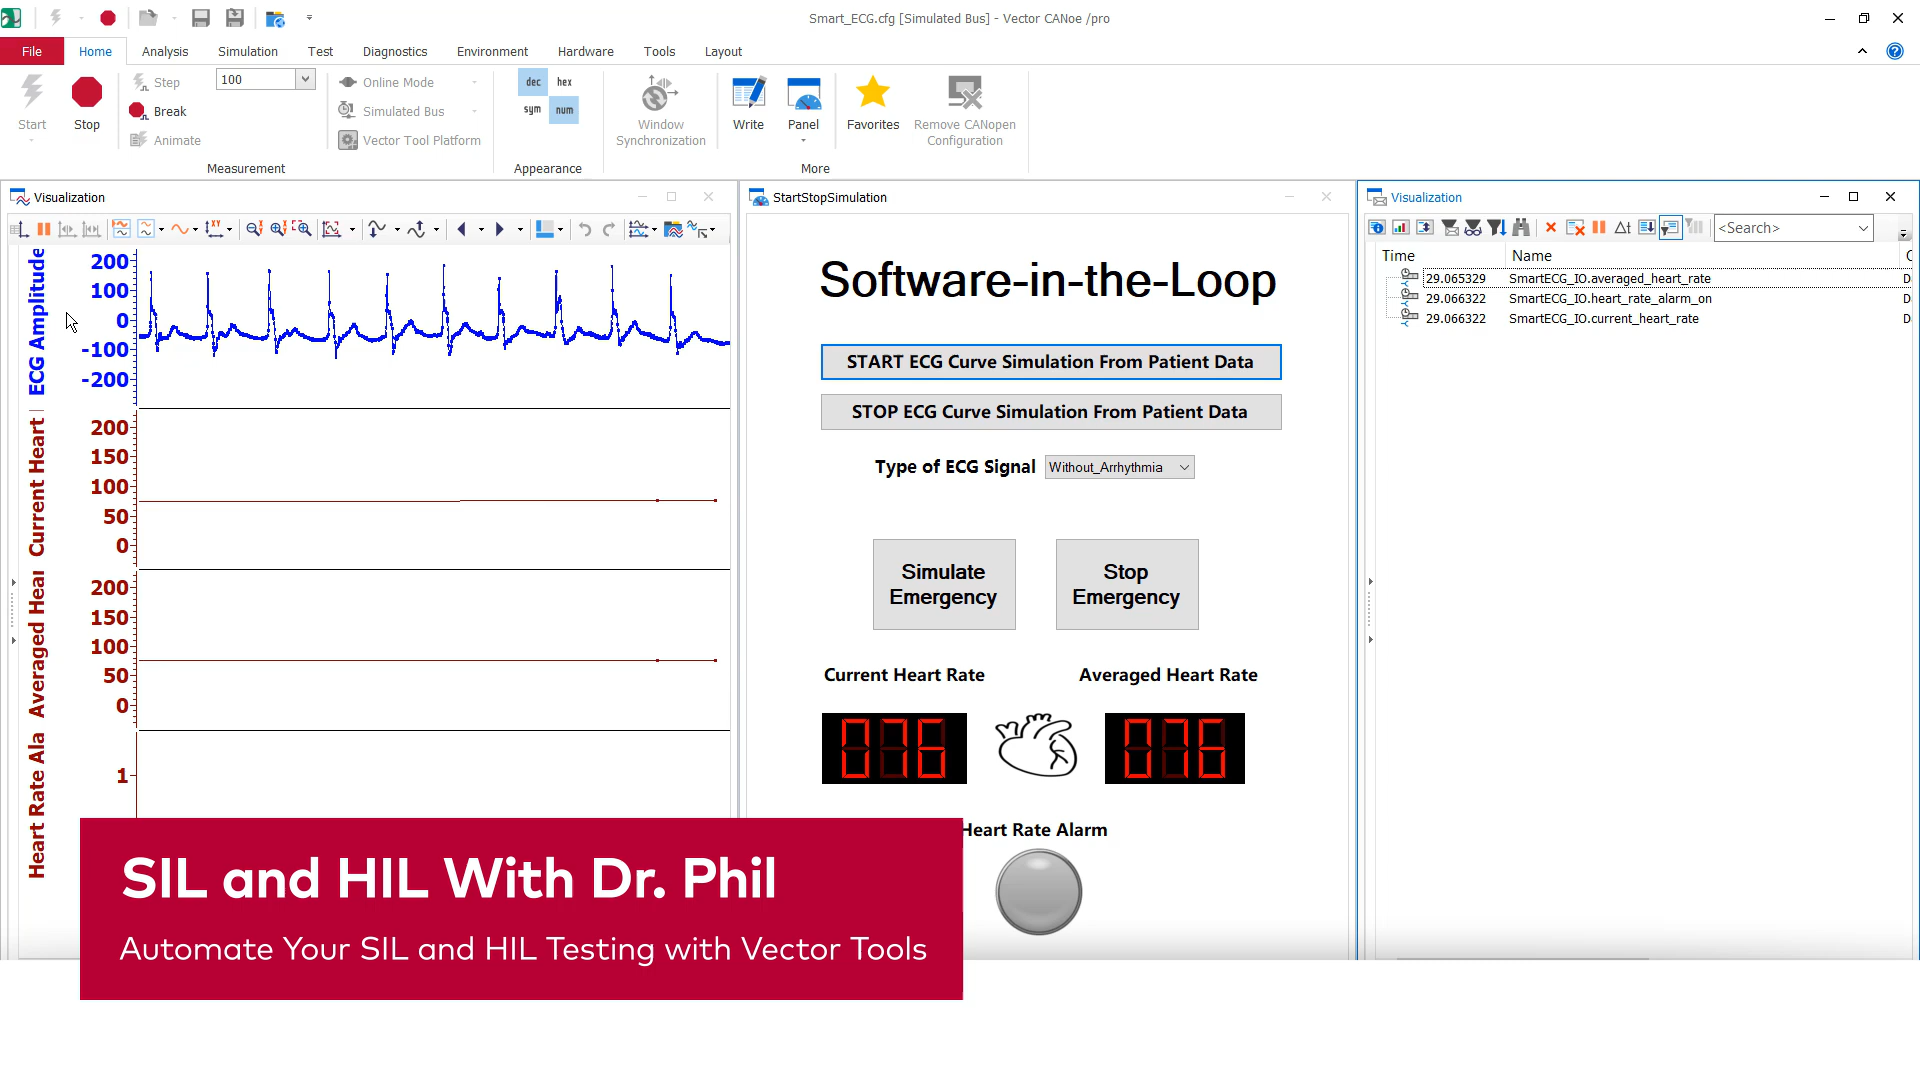 Smart_ECG.cfg [Simulated Bus] - Vector CANoe /pro
File Home Analysis Simulation Test Diagnostics Environment Hardware Tools Layout
Start
Stop
Step
100
Break
Animate
Measurement
Online Mode
Simulated Bus
Vector Tool Platform
dec hex
sym num
Appearance
Window
Synchronization
Write
Panel
Favorites
Remove CANopen
Configuration
More
Visualization
ECG Amplitude
200
100
0
-100
-200
Current Heart
200
150
100
50
0
Averaged Hear
200
150
100
50
0
Heart Rate Ala
1
StartStopSimulation
Software-in-the-Loop
START ECG Curve Simulation From Patient Data
STOP ECG Curve Simulation From Patient Data
Type of ECG Signal Without_Arrhythmia
Simulate
Emergency
Stop
Emergency
Current Heart Rate
Averaged Heart Rate
076
076
Heart Rate Alarm
Visualization
<Search>
Time Name
29.065329 SmartECG_IO.averaged_heart_rate D
29.066322 SmartECG_IO.heart_rate_alarm_on D
29.066322 SmartECG_IO.current_heart_rate D
SIL and HIL With Dr. Phil
Automate Your SIL and HIL Testing with Vector Tools